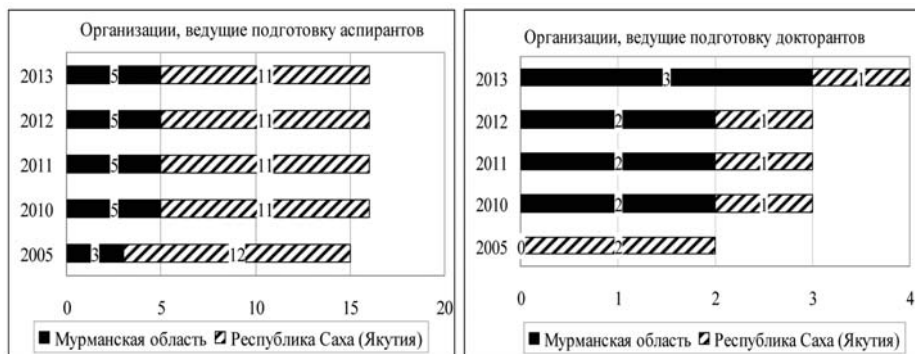 Организации, ведущие подготовку аспирантов
2013 5 11
2012 5 11
2011 5 11
2010 5 11
2005 3 12
0 5 10 15 20
Мурманская область Республика Саха (Якутия)
Организации, ведущие подготовку докторантов
2013 3 1
2012 2 1
2011 2 1
2010 2 1
2005 0 2
0 1 2 3 4
Мурманская область Республика Саха (Якутия)